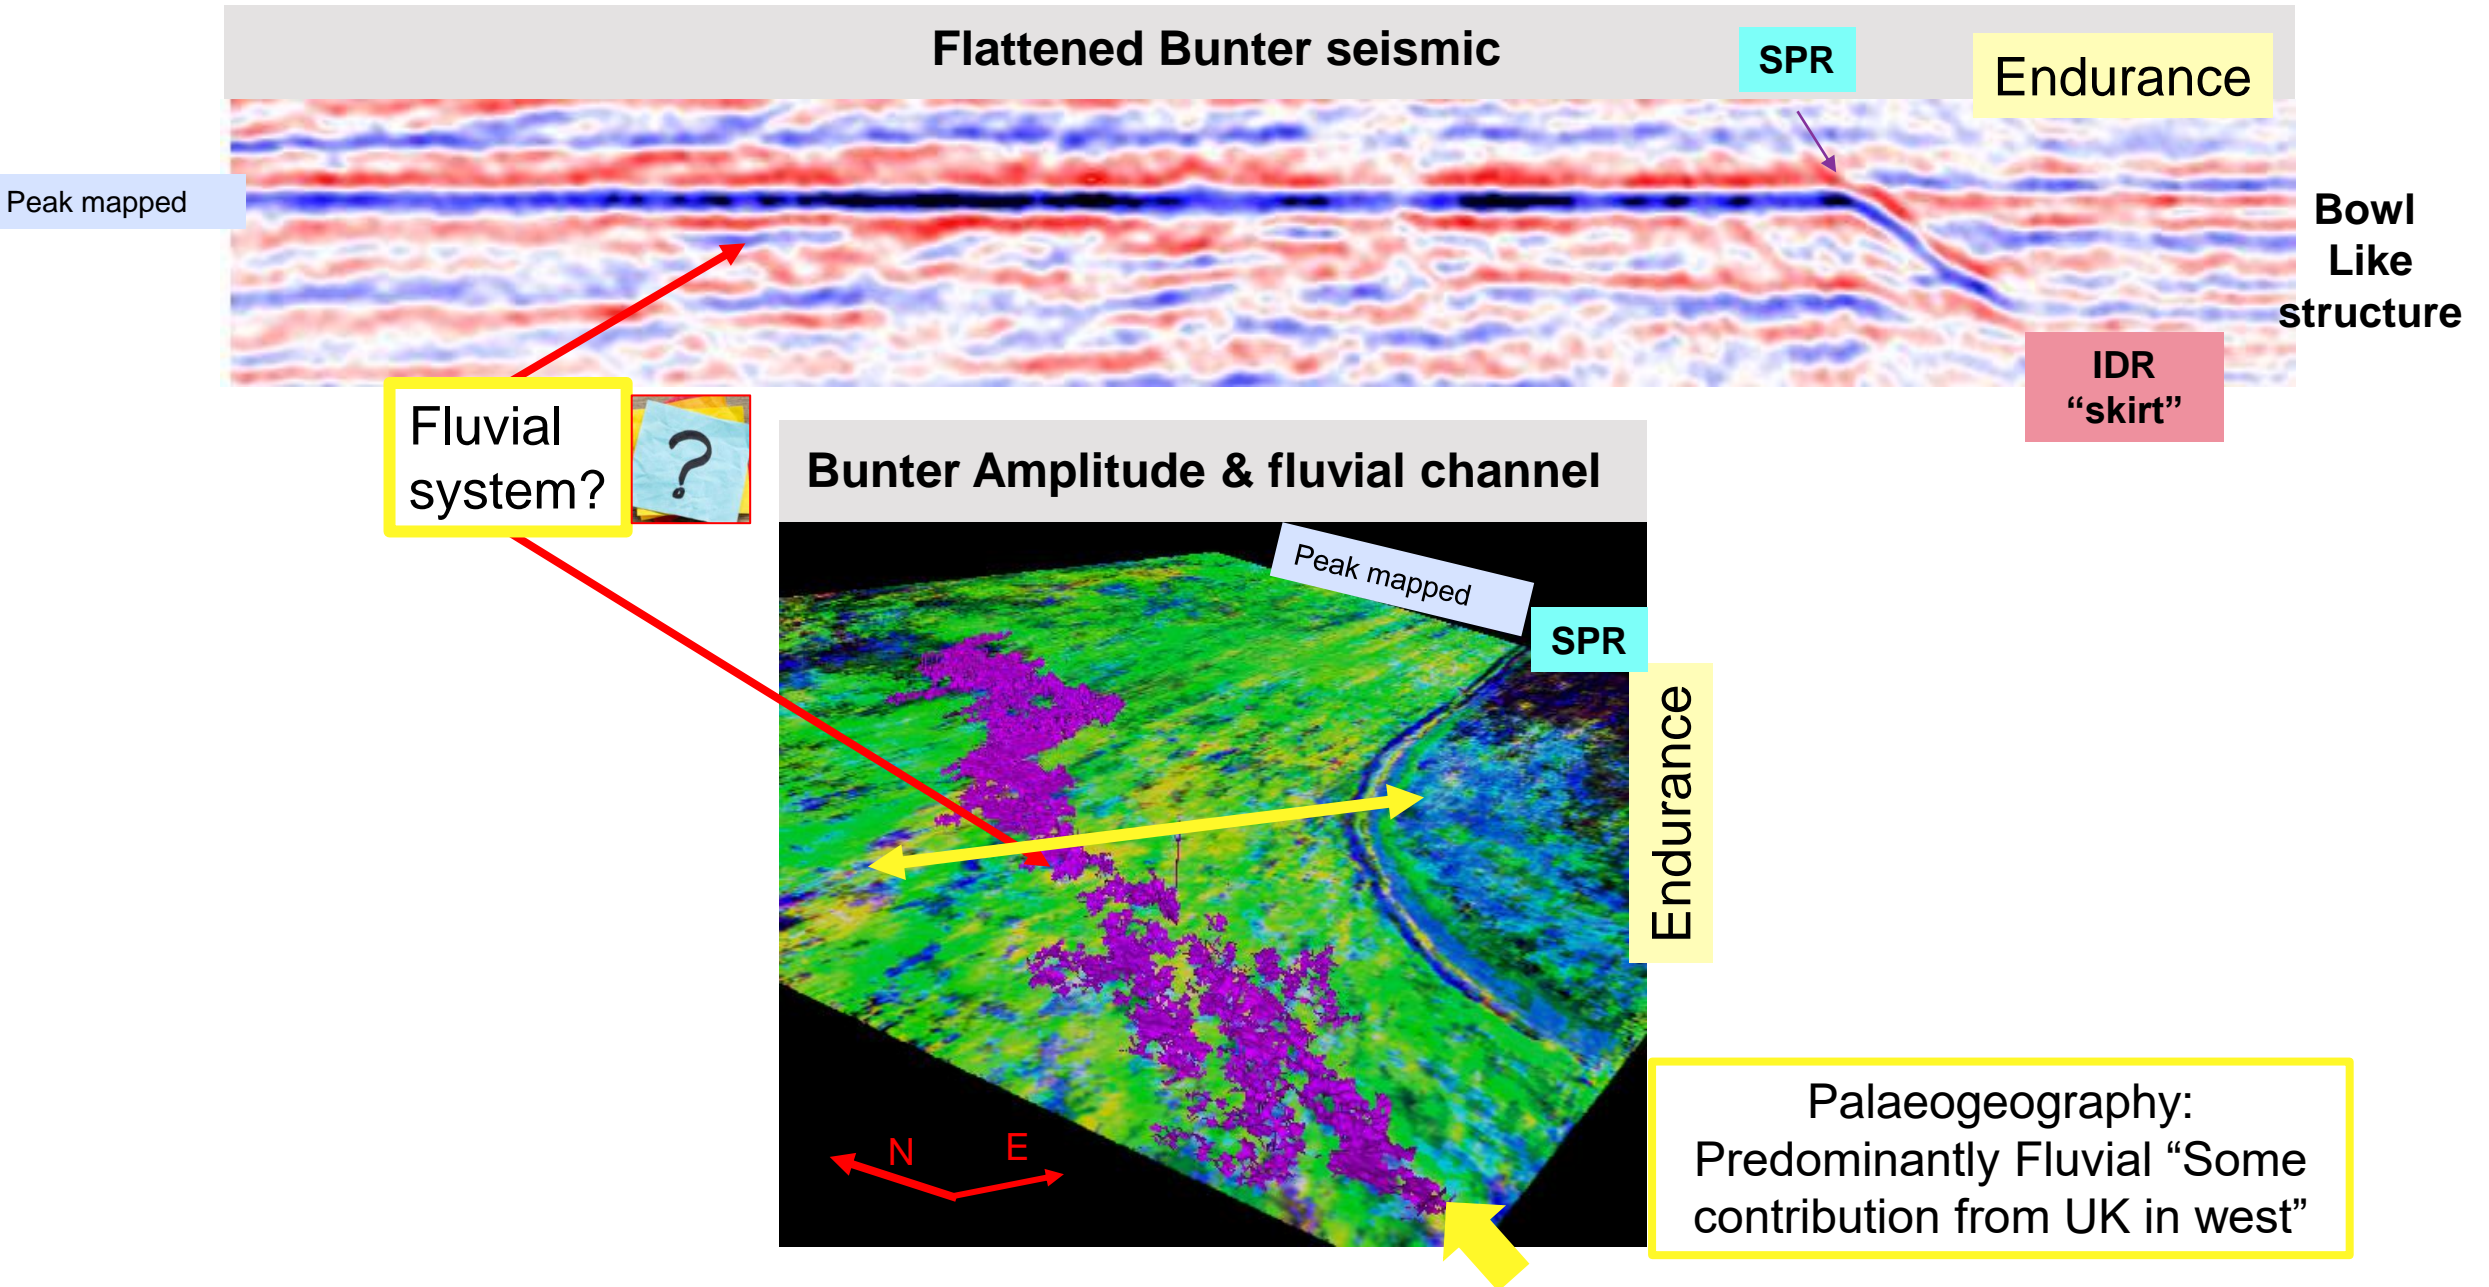 Flattened Bunter seismic
SPR
Endurance
Peak mapped
Bowl
Like
structure
IDR
“skirt”
Fluvial
system?
?
Bunter Amplitude & fluvial channel
Peak mapped
SPR
Endurance
N
E
Palaeogeography:
Predominantly Fluvial “Some
contribution from UK in west”